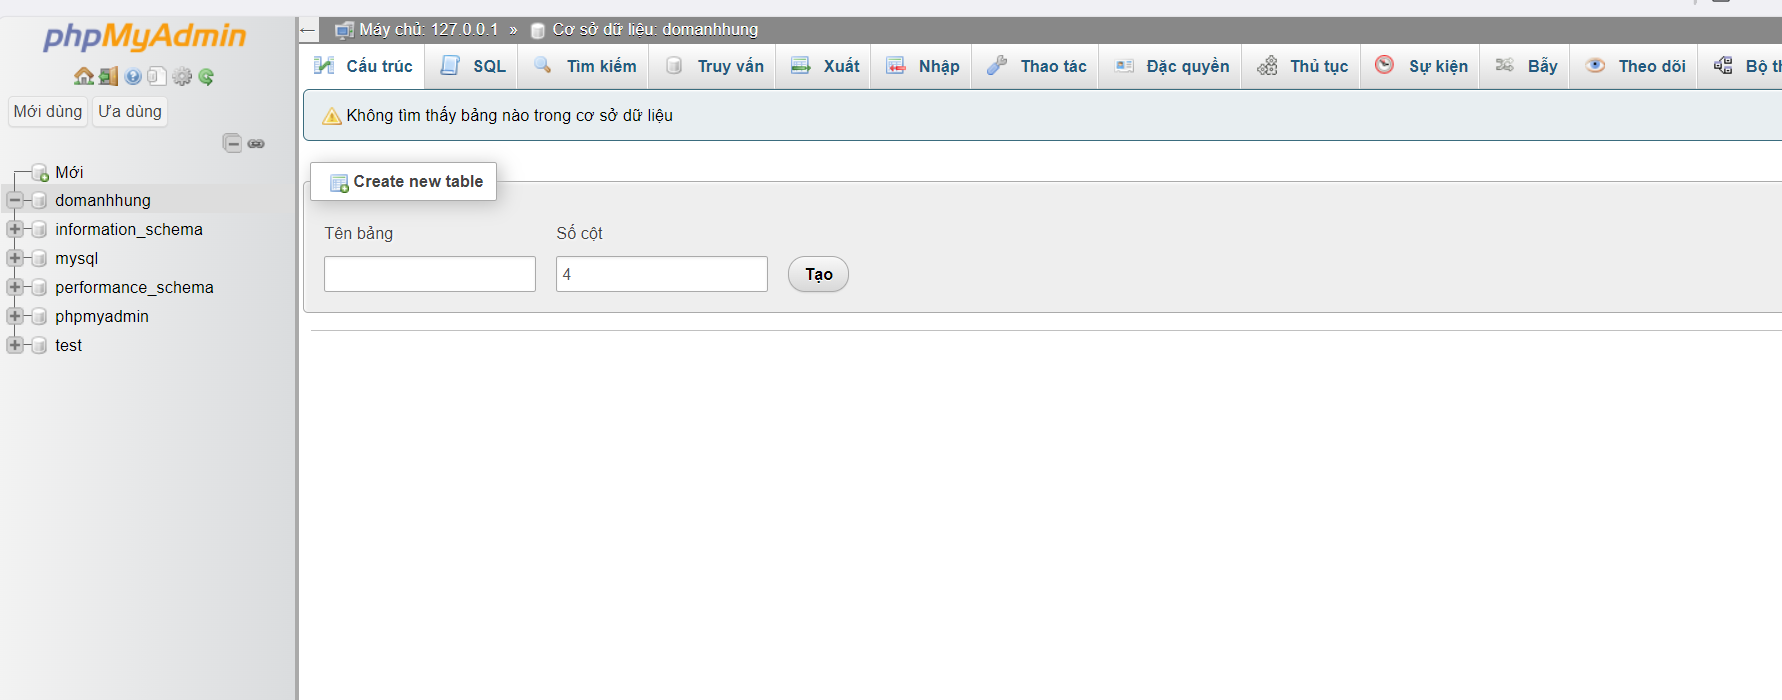 phpMyAdmin
Mới dùng Ưa dùng
Mới
domanhhung
information_schema
mysql
performance_schema
phpmyadmin
test
Máy chủ: 127.0.0.1 » Cơ sở dữ liệu: domanhhung
Cấu trúc SQL Tìm kiếm Truy vấn Xuất Nhập Thao tác Đặc quyền Thủ tục Sự kiện Bẫy Theo dõi Bộ
Không tìm thấy bảng nào trong cơ sở dữ liệu
Create new table
Tên bảng Số cột
4 Tạo